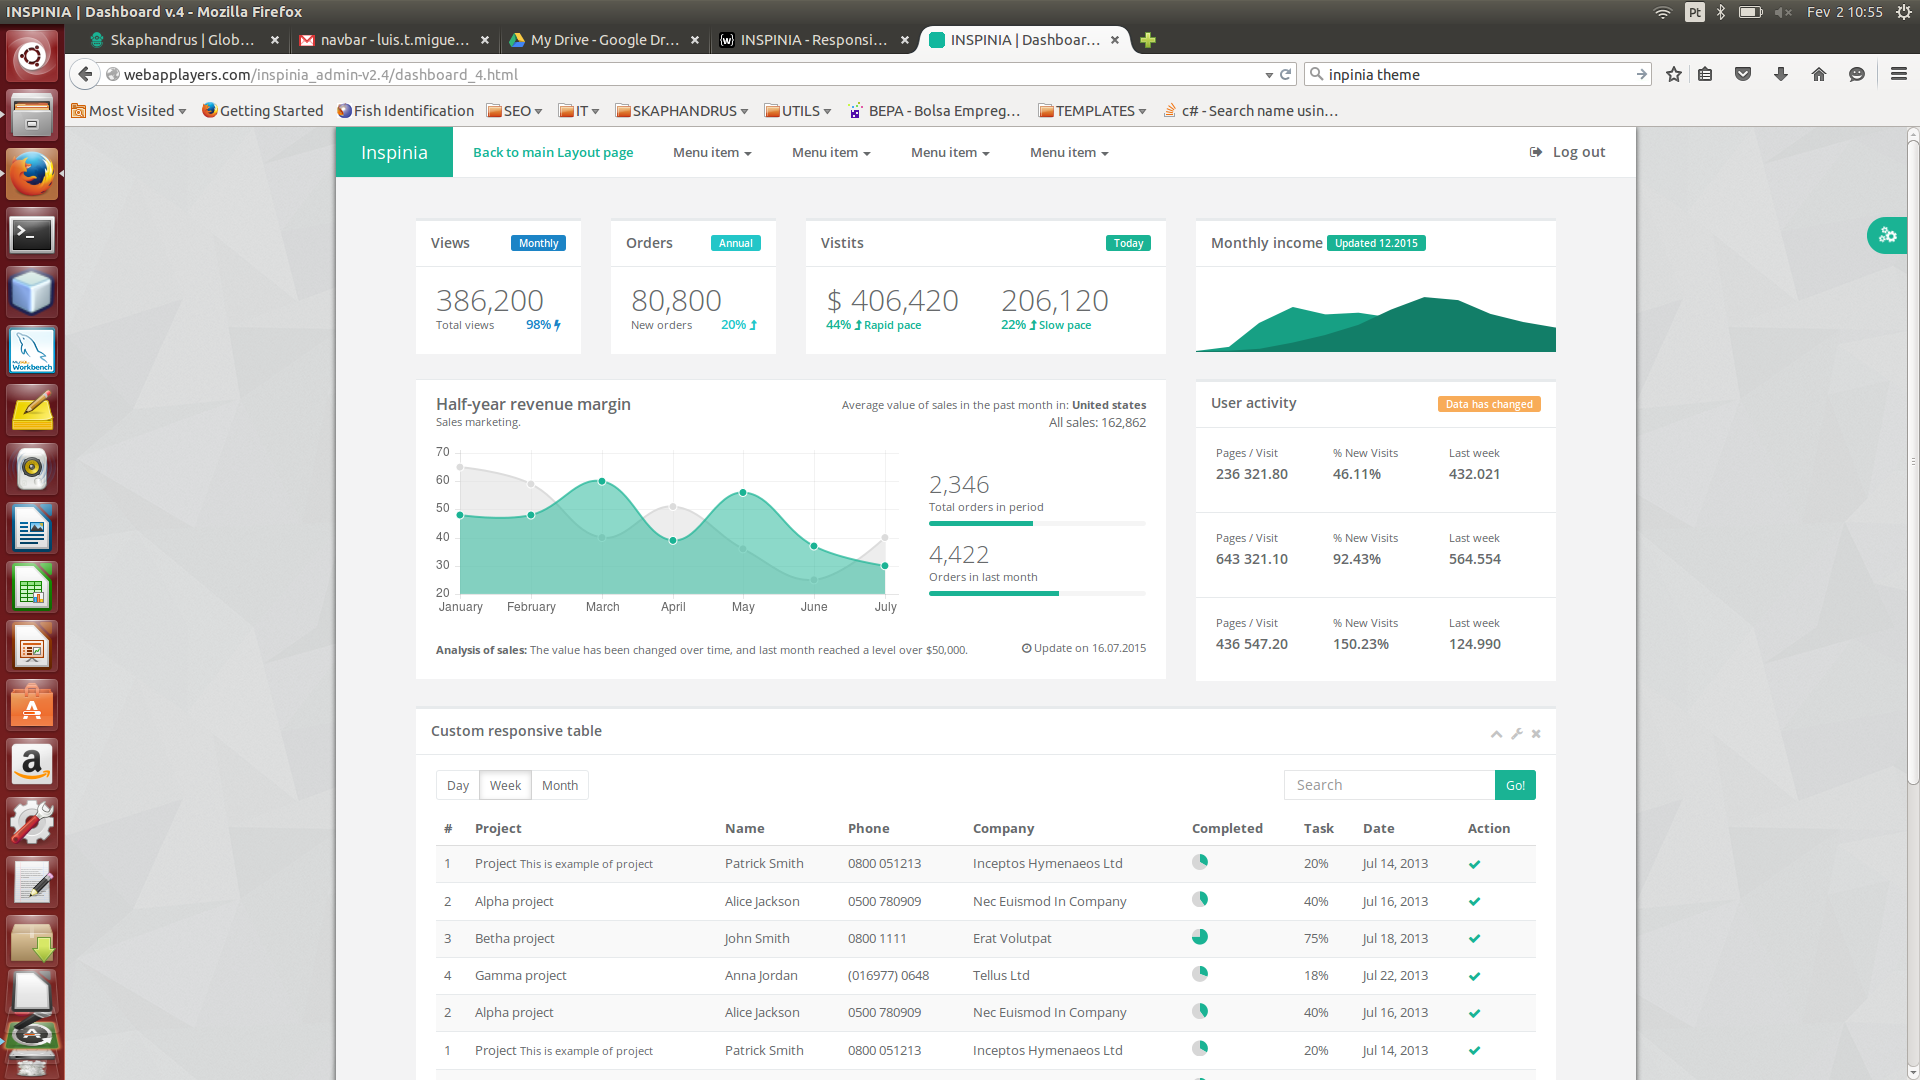 INSPINIA | Dashboard v.4 - Mozilla Firefox
Pt
Fev 2 10:55
Skaphandrus | Glob...
navbar - luis.t.migue...
My Drive - Google Dr...
INSPINIA - Responsi...
INSPINIA | Dashboar...
webapplayers.com/inspinia_admin-v2.4/dashboard_4.html
inpinia theme
Most Visited
Getting Started
Fish Identification
SEO
IT
SKAPHANDRUS
UTILS
BEPA - Bolsa Empreg...
TEMPLATES
c# - Search name usin...
Inspinia
Back to main Layout page
Menu item
Menu item
Menu item
Menu item
Log out
Views
Monthly
386,200
Total views
98%
Orders
Annual
80,800
New orders
20%
Vistits
Today
$ 406,420
44% Rapid pace
206,120
22% Slow pace
Monthly income
Updated 12.2015
Half-year revenue margin
Sales marketing.
Average value of sales in the past month in: United states
All sales: 162,862
70
60
50
40
30
20
January
February
March
April
May
June
July
2,346
Total orders in period
4,422
Orders in last month
Analysis of sales: The value has been changed over time, and last month reached a level over $50,000.
Update on 16.07.2015
User activity
Data has changed
Pages / Visit % New Visits Last week
236 321.80 46.11% 432.021
Pages / Visit % New Visits Last week
643 321.10 92.43% 564.554
Pages / Visit % New Visits Last week
436 547.20 150.23% 124.990
Custom responsive table
Day
Week
Month
Search
Go!
# Project Name Phone Company Completed Task Date Action
1 Project This is example of project Patrick Smith 0800 051213 Inceptos Hymenaeos Ltd 20% Jul 14, 2013
2 Alpha project Alice Jackson 0500 780909 Nec Euismod In Company 40% Jul 16, 2013
3 Betha project John Smith 0800 1111 Erat Volutpat 75% Jul 18, 2013
4 Gamma project Anna Jordan (016977) 0648 Tellus Ltd 18% Jul 22, 2013
2 Alpha project Alice Jackson 0500 780909 Nec Euismod In Company 40% Jul 16, 2013
1 Project This is example of project Patrick Smith 0800 051213 Inceptos Hymenaeos Ltd 20% Jul 14, 2013
Workbench